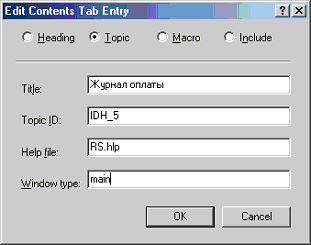 Edit Contents Tab Entry
Heading Topic Macro Include
Title: Журнал оплаты
Topic ID: IDH_5
Help file: RS.hlp
Window type: main
OK Cancel